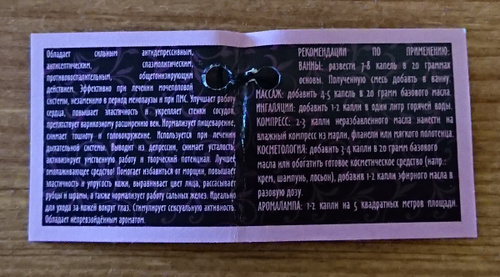 Обладает сильным антидепрессивным,
антисептическим, спазмолитическим,
противовоспалительным, общетонизирующим
действием. Эффективно при лечении мочеполовой
системы, незаменимо в период менопаузы и при ПМС. Улучшает работу
сердца, повышает эластичность и укрепляет стенки сосудов,
препятствует варикозному расширению вен. Нормализует пищеварение,
снимает тошноту и головокружение. Используется при лечении
дыхательной системы. Выводит из депрессии, снимает усталость,
активизирует умственную работу и творческий потенциал. Лучшее
омолаживающее средство! Помогает избавиться от морщин, повышает
эластичность и упругость кожи, выравнивает цвет лица, рассасывает
рубцы и шрамы, а также нормализует работу сальных желез. Идеально
для ухода за кожей вокруг глаз. Стимулирует сексуальную активность.
Обладает непревзойдённым ароматом.
РЕКОМЕНДАЦИИ ПО ПРИМЕНЕНИЮ:
ВАННЫ: развести 7-8 капель в 20 граммах
основы. Полученную смесь добавить в ванну.
МАССАЖ: добавить 4-5 капель в 20 грамм базового масла
ИНГАЛЯЦИИ: добавить 1-2 капли в один литр горячей воды.
КОМПРЕСС: 2-3 капли неразбавленного масла нанести на
влажный компресс из марли, фланели или мягкого полотенца.
КОСМЕТОЛОГИЯ: добавить 3-4 капли в 20 грамм базового
масла или обогатить готовое косметическое средство (напр.:
крем, шампунь, лосьон), добавив 1-2 капли эфирного масла в
разовую дозу.
АРОМАЛАМПА: 1-2 капли на 5 квадратных метров площади.